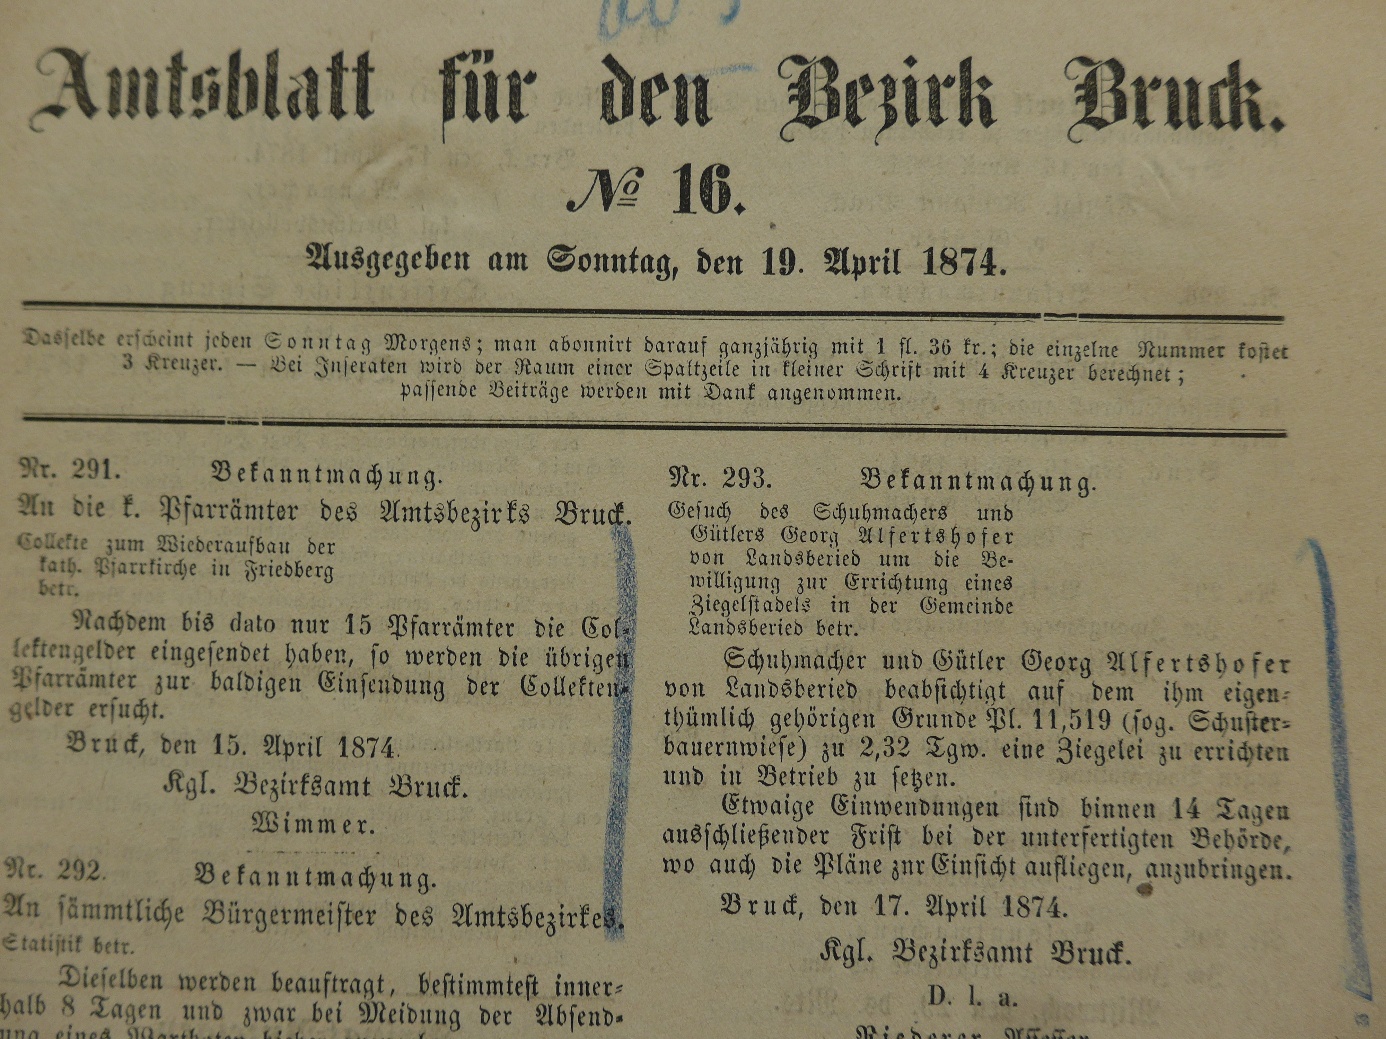 Amtsblatt für den Bezirk Bruck.
No 16.
Ausgegeben am Sonntag, den 19. April 1874.
Dasselbe erscheint jeden Sonntag Morgens; man abonnirt darauf ganzjährig mit 1 fl. 36 kr.; die einzelne Nummer kostet
3 Kreuzer. — Bei Inseraten wird der Raum einer Spaltzeile in kleiner Schrift mit 4 Kreuzer berechnet;
passende Beiträge werden mit Dank angenommen.
Nr. 291. Bekanntmachung.
An die k. Pfarrämter des Amtsbezirks Bruck.
Collekte zum Wiederaufbau der
kath. Pfarrkirche in Friedberg
betr.
Nachdem bis dato nur 15 Pfarrämter die Col-
lektengelder eingesendet haben, so werden die übrigen
Pfarrämter zur baldigen Einsendung der Collekten-
gelder ersucht.
Bruck, den 15. April 1874.
Kgl. Bezirksamt Bruck.
Wimmer.
Nr. 292. Bekanntmachung.
An sämmtliche Bürgermeister des Amtsbezirkes.
Statistik betr.
Dieselben werden beauftragt, bestimmtest inner-
halb 8 Tagen und zwar bei Meidung der Absend-
ung eines Wartboten
Nr. 293. Bekanntmachung.
Gesuch des Schuhmachers und
Gütlers Georg Alfertshofer
von Landsberied um die Be-
willigung zur Errichtung eines
Ziegelstadels in der Gemeinde
Landsberied betr.
Schuhmacher und Gütler Georg Alfertshofer
von Landsberied beabsichtigt auf dem ihm eigen-
thümlich gehörigen Grunde Pl. 11,519 (sog. Schuster-
bauernwiese) zu 2,32 Tgw. eine Ziegelei zu errichten
und in Betrieb zu setzen.
Etwaige Einwendungen sind binnen 14 Tagen
ausschließender Frist bei der unterfertigten Behörde,
wo auch die Pläne znr Einsicht aufliegen, anzubringen.
Bruck, den 17. April 1874.
Kgl. Bezirksamt Bruck.
D. l. a.
Riederer, Assessor.